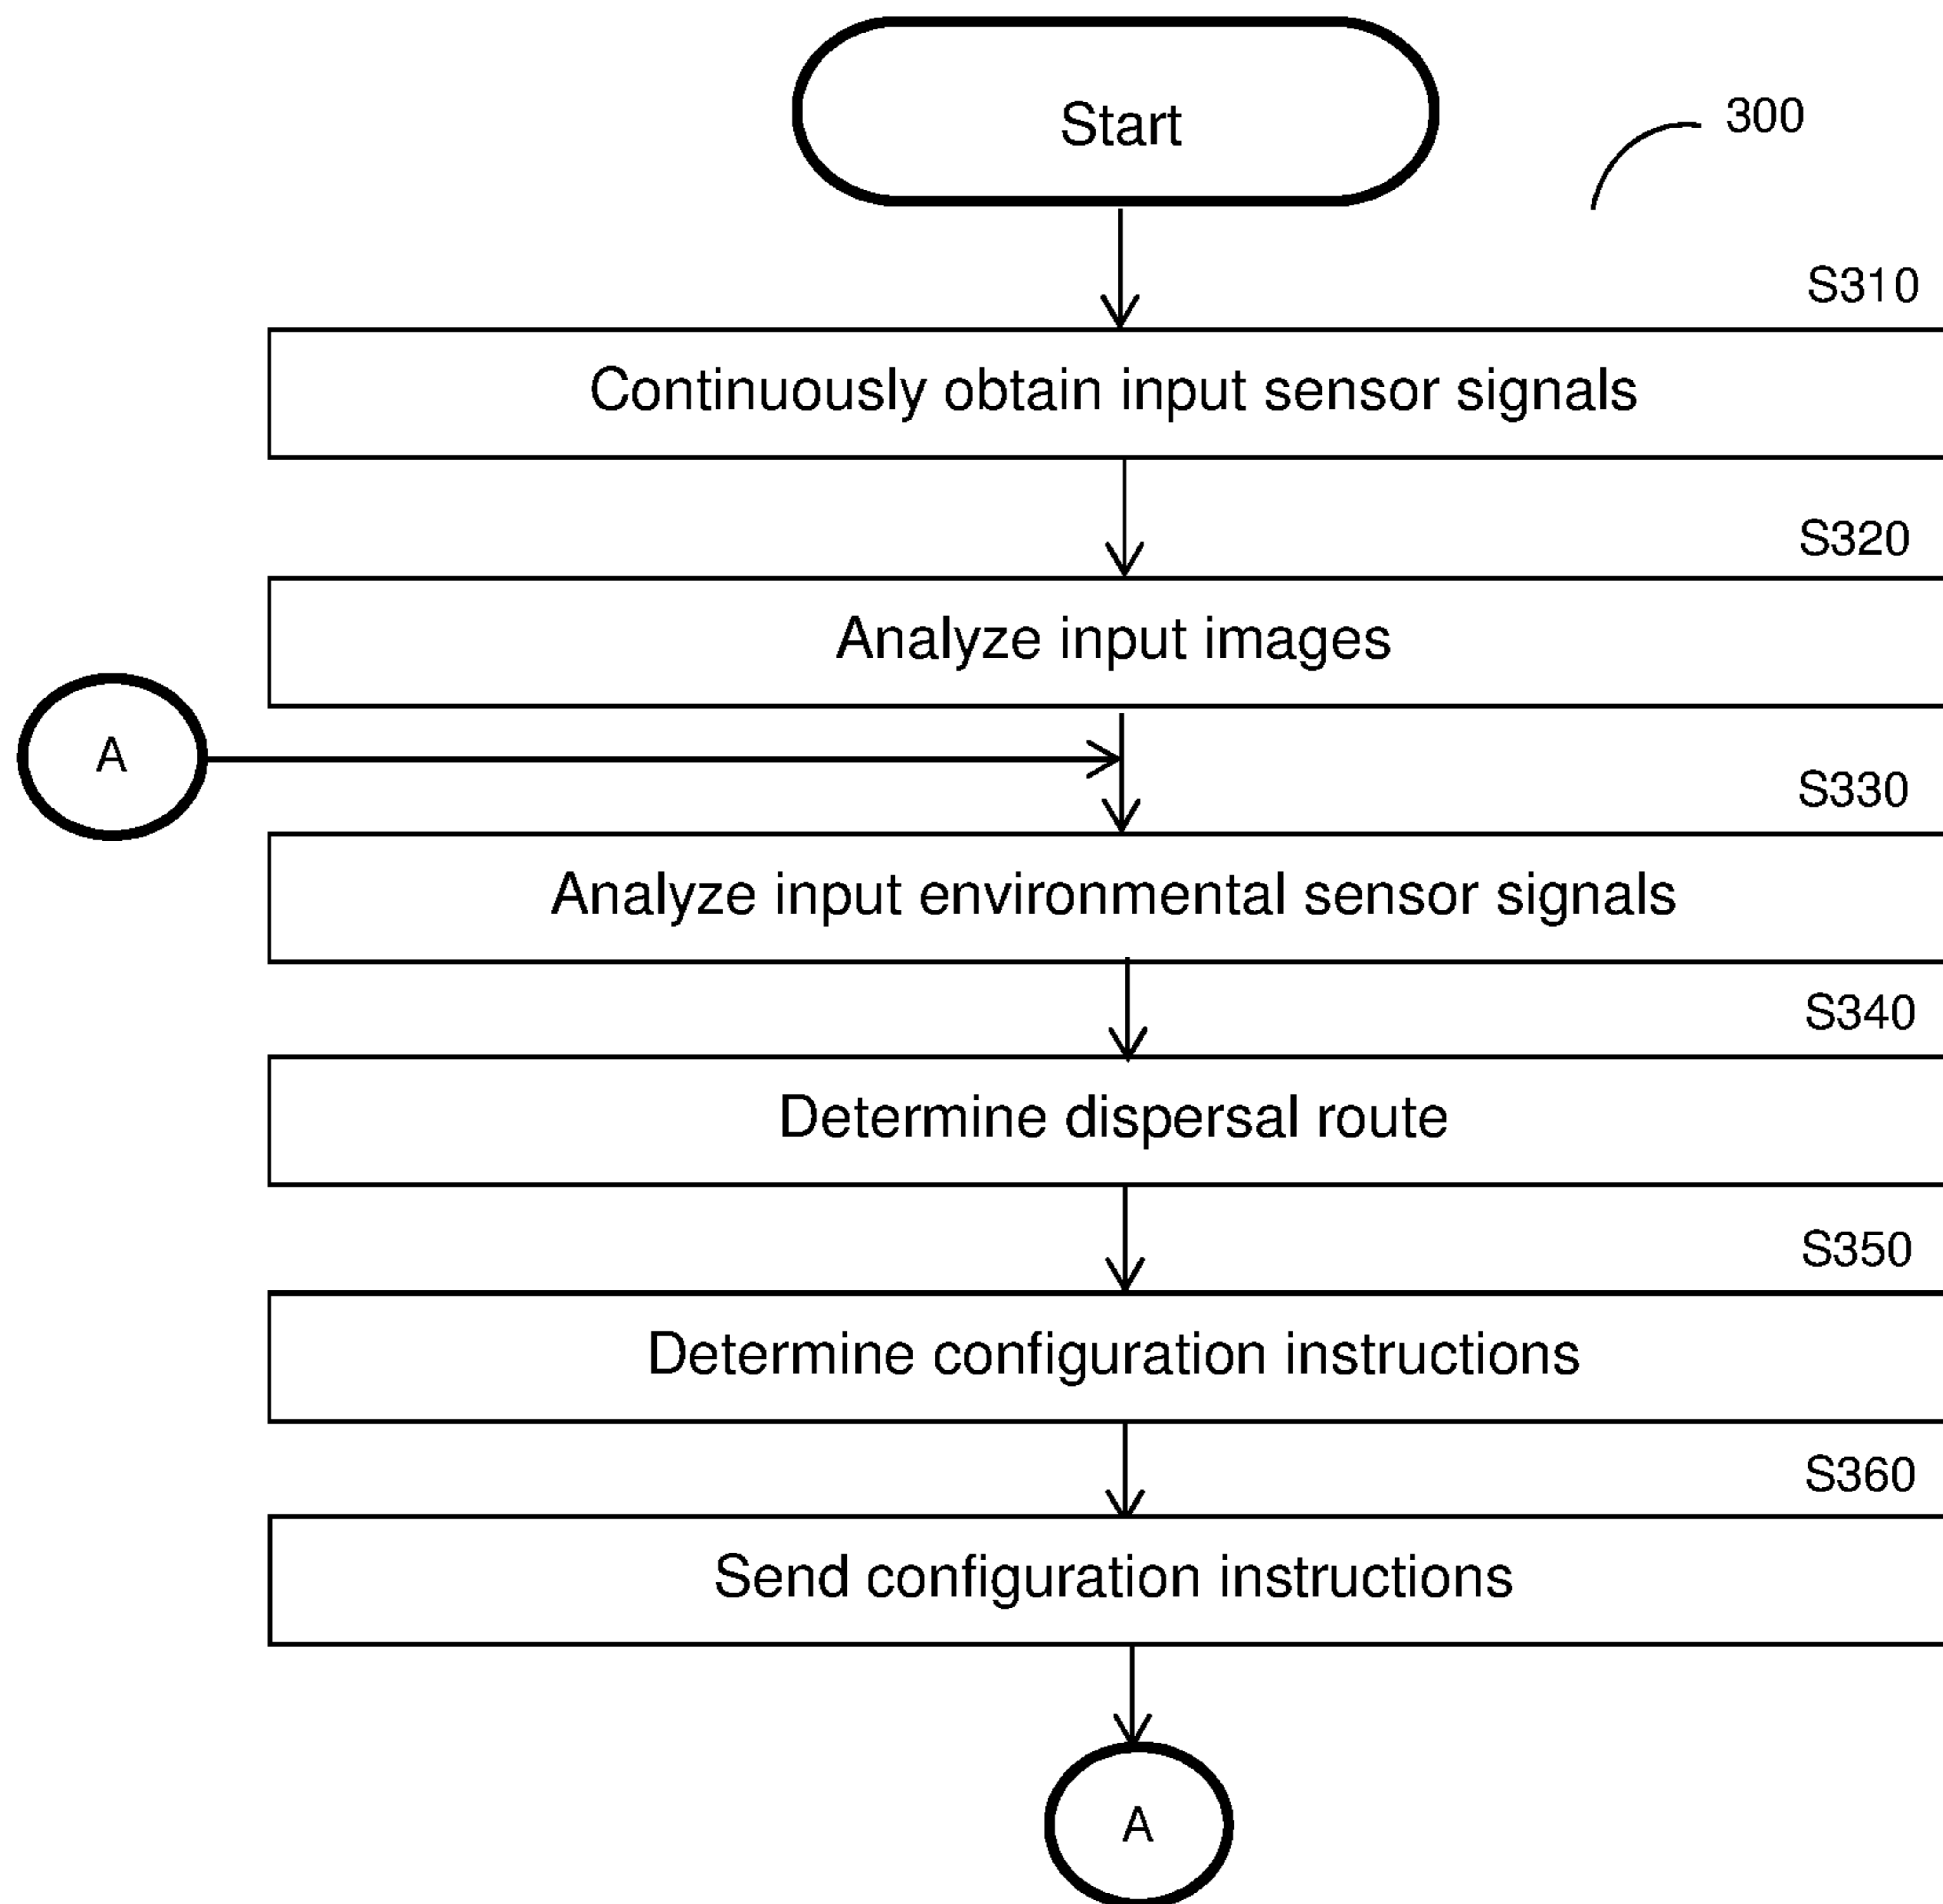 Start
300
S310
Continuously obtain input sensor signals
S320
Analyze input images
A
S330
Analyze input environmental sensor signals
S340
Determine dispersal route
S350
Determine configuration instructions
S360
Send configuration instructions
A